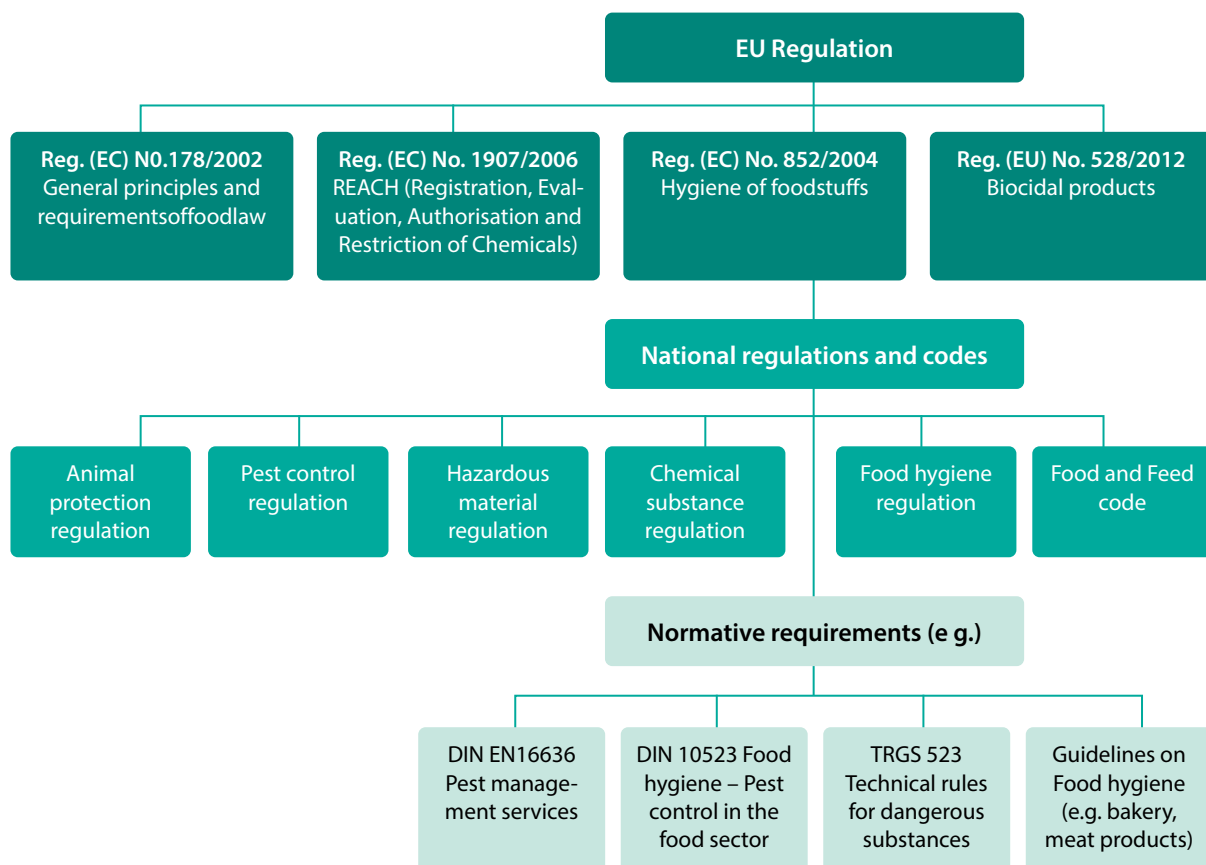 EU Regulation
Reg. (EC) N0.178/2002
General principles and
requirementsoffoodlaw
Reg. (EC) No. 1907/2006
REACH (Registration, Eval-
uation, Authorisation and
Restriction of Chemicals)
Reg. (EC) No. 852/2004
Hygiene of foodstuffs
Reg. (EU) No. 528/2012
Biocidal products
National regulations and codes
Animal
protection
regulation
Pest control
regulation
Hazardous
material
regulation
Chemical
substance
regulation
Food hygiene
regulation
Food and Feed
code
Normative requirements (e g.)
DIN EN16636
Pest manage-
ment services
DIN 10523 Food
hygiene – Pest
control in the
food sector
TRGS 523
Technical rules
for dangerous
substances
Guidelines on
Food hygiene
(e.g. bakery,
meat products)